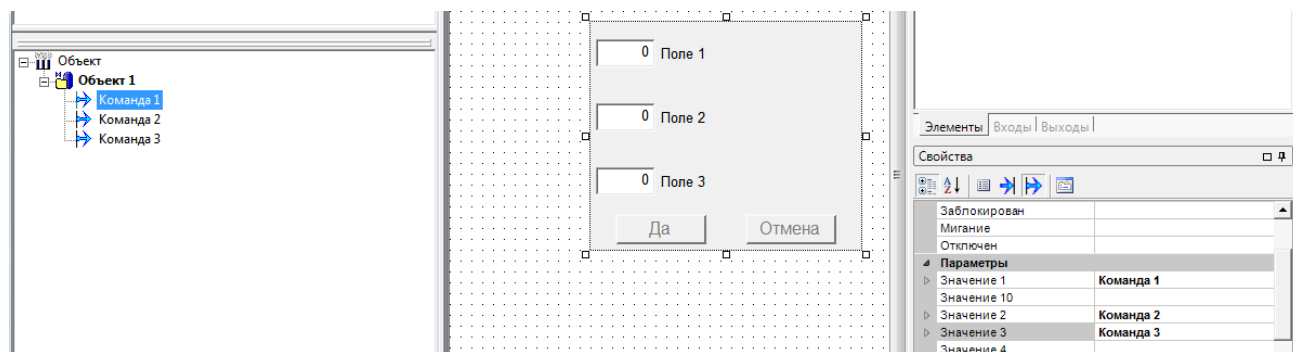 Объект
Объект 1
Команда 1
Команда 2
Команда 3
0 Поле 1
0 Поле 2
0 Поле 3
Да Отмена
Элементы Входы Выходы
Свойства
Заблокирован
Мигание
Отключен
Параметры
Значение 1 Команда 1
Значение 10
Значение 2 Команда 2
Значение 3 Команда 3
Значение 4